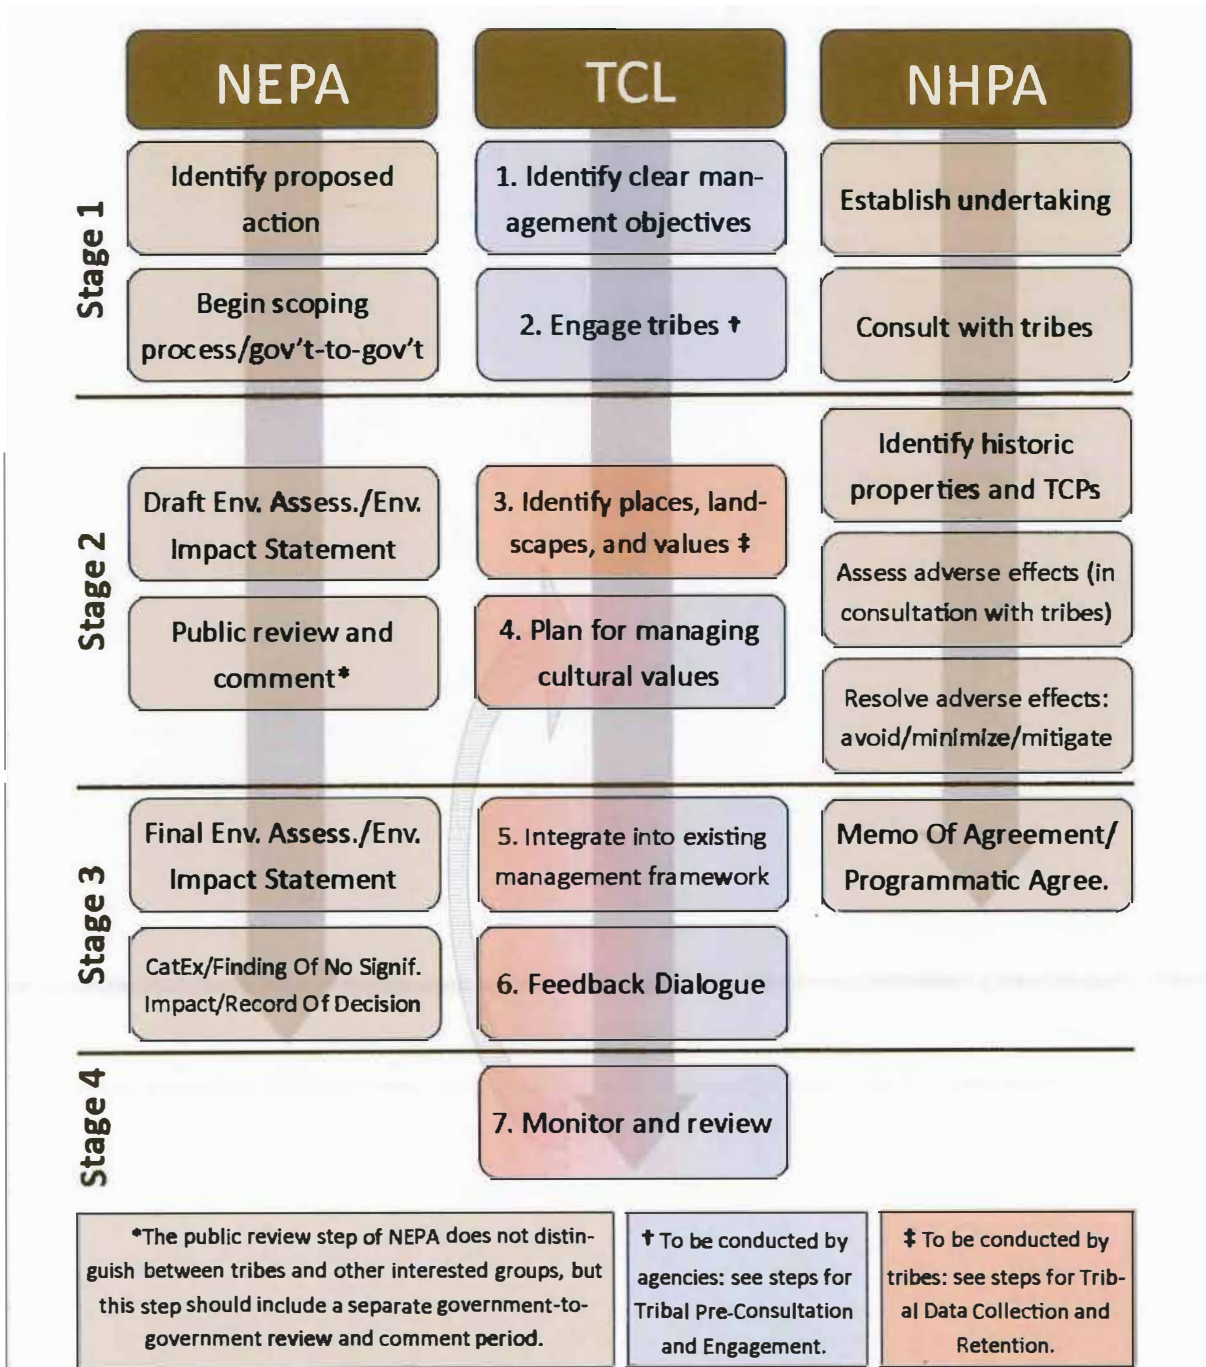 NEPA
TCL
NHPA
Stage 1
Identify proposed
action
1. Identify clear man-
agement objectives
Establish undertaking
Begin scoping
process/gov't-to-gov't
2. Engage tribes †
Consult with tribes
Stage 2
Draft Env. Assess./Env.
Impact Statement
Public review and
comment*
3. Identify places, land-
scapes, and values ‡
4. Plan for managing
cultural values
Identify historic
properties and TCPs
Assess adverse effects (in
consultation with tribes)
Resolve adverse effects:
avoid/minimize/mitigate
Stage 3
Final Env. Assess./Env.
Impact Statement
CatEx/Finding Of No Signif.
Impact/Record Of Decision
5. Integrate into existing
management framework
6. Feedback Dialogue
Memo Of Agreement/
Programmatic Agree.
Stage 4
7. Monitor and review
*The public review step of NEPA does not distin-
guish between tribes and other interested groups, but
this step should include a separate government-to-
government review and comment period.
† To be conducted by
agencies: see steps for
Tribal Pre-Consultation
and Engagement.
‡ To be conducted by
tribes: see steps for Trib-
al Data Collection and
Retention.